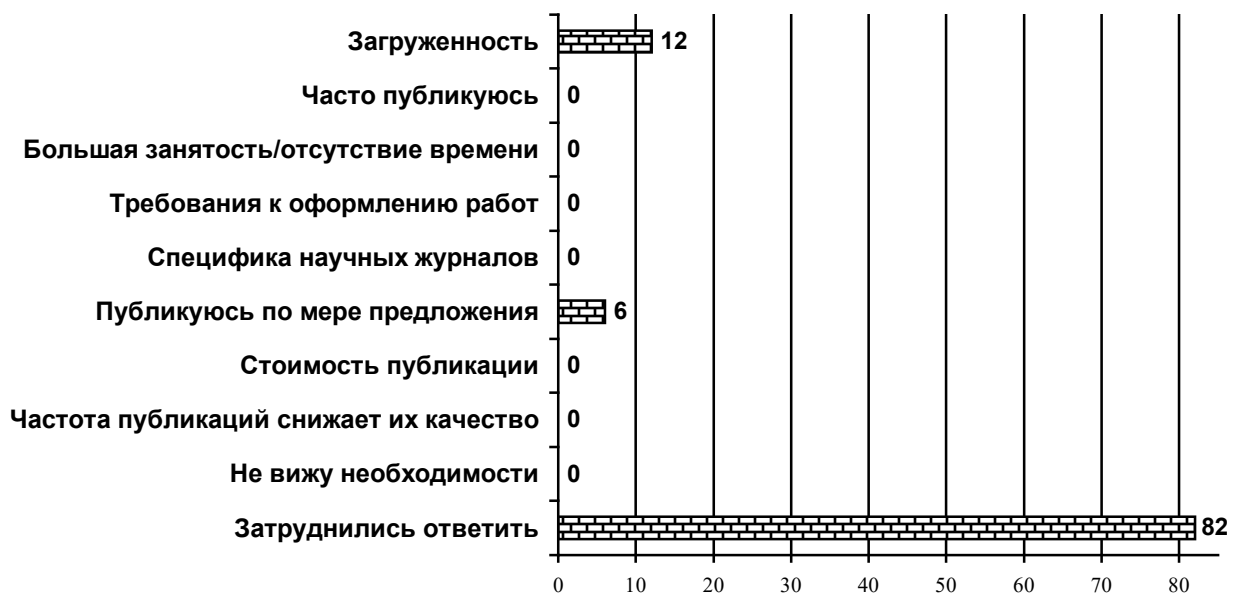 Загруженность 12
Часто публикуюсь 0
Большая занятость/отсутствие времени 0
Требования к оформлению работ 0
Специфика научных журналов 0
Публикуюсь по мере предложения 6
Стоимость публикации 0
Частота публикаций снижает их качество 0
Не вижу необходимости 0
Затруднились ответить 82
0 10 20 30 40 50 60 70 80